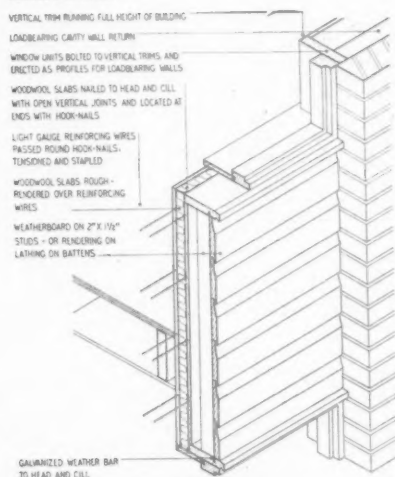 VERTICAL TRIM RUNNING FULL HEIGHT OF BUILDING
LOADBEARING CAVITY WALL RETURN
WINDOW UNITS BOLTED TO VERTICAL TRIMS AND
ERECTED AS PROFILES FOR LOADBEARING WALLS
WOODWOOL SLABS NAILED TO HEAD AND CILL
WITH OPEN VERTICAL JOINTS AND LOCATED AT
ENDS WITH HOOK-NAILS
LIGHT GAUGE REINFORCING WIRES
PASSED ROUND HOOK-NAILS,
TENSIONED AND STAPLED
WOODWOOL SLABS ROUGH-
RENDERED OVER REINFORCING
WIRES
WEATHERBOARD ON 2" X 1½"
STUDS - OR RENDERING ON
LATHING ON BATTENS
GALVANIZED WEATHER BAR
TO HEAD AND CILL